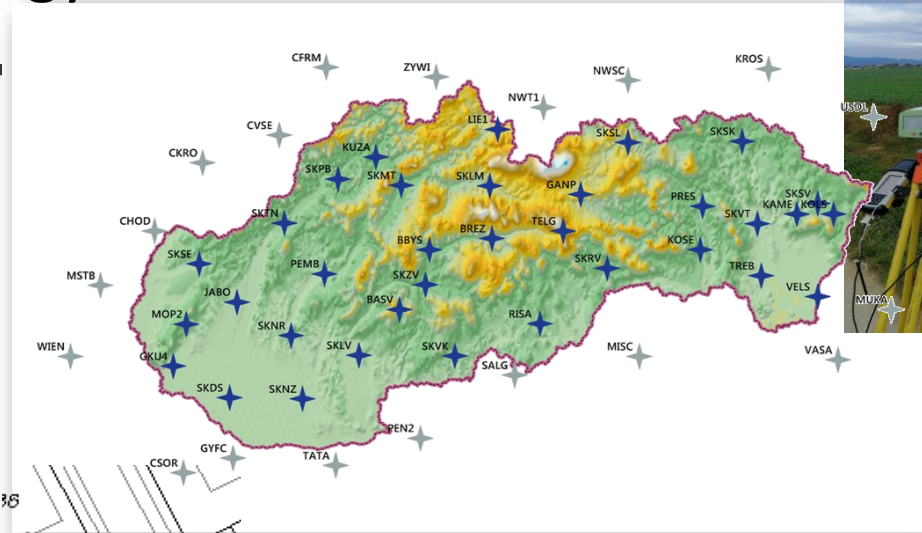 CFRM
ZYWI
NWSC
KROS
NWT1
USDL
LIE1
CVSE
SKSL
SKSK
KUZA
CKRO
SKPB
SKMT
SKLM
GANP
PRES
SKSV
KAME
KOLS
SKTN
SKVT
CHOD
TELG
BREZ
BBYS
KOSE
SKSE
PEMB
SKRV
TREB
MSTB
SKZV
JABO
VELS
BASV
MUKA
MOP2
RISA
SKNR
WIEN
SKLV
SKVK
MISC
VASA
GKU4
SALG
SKDS
SKNZ
PEN2
GYFC
TATA
CSOR